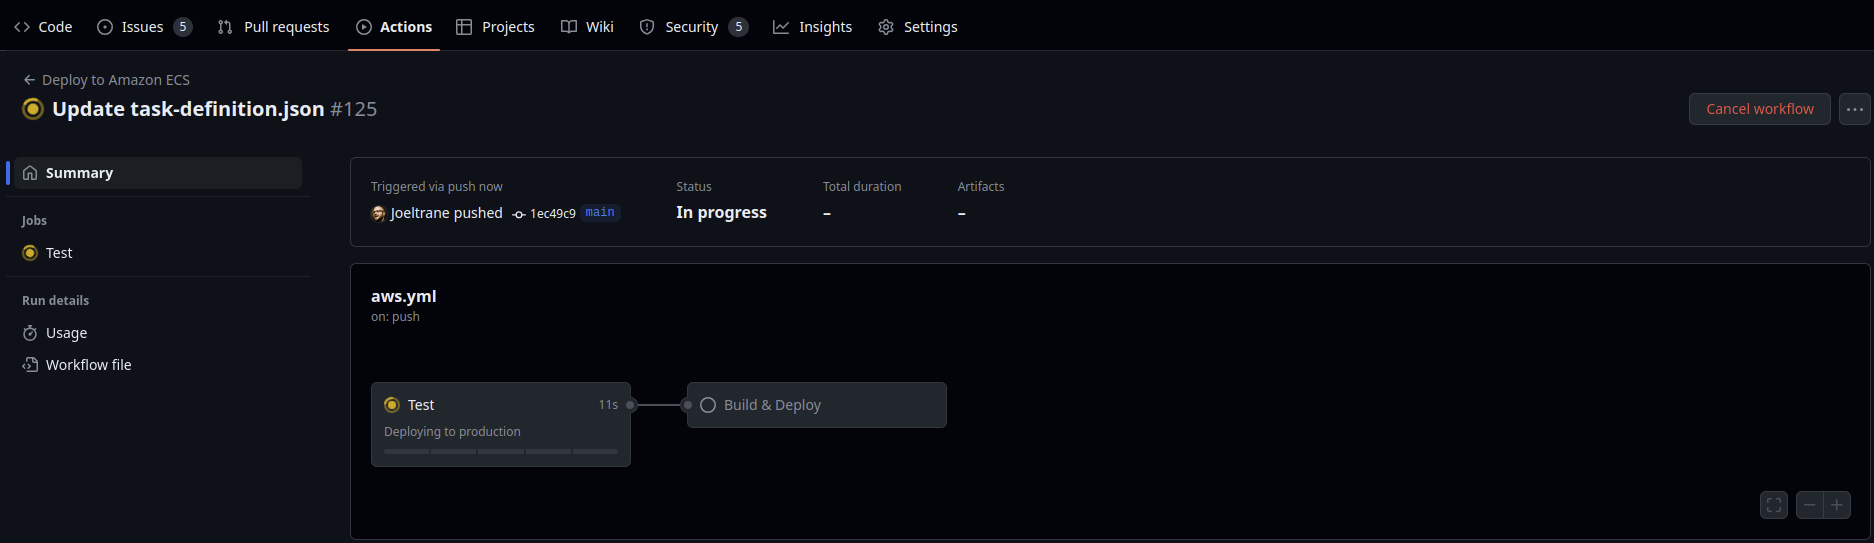 Code Issues 5 Pull requests Actions Projects Wiki Security 5 Insights Settings
Deploy to Amazon ECS
Update task-definition.json #125
Cancel workflow
Summary
Jobs
Test
Run details
Usage
Workflow file
Triggered via push now
Joeltrane pushed 1ec49c9 main
Status
In progress
Total duration
–
Artifacts
–
aws.yml
on: push
Test 11s
Deploying to production
Build & Deploy